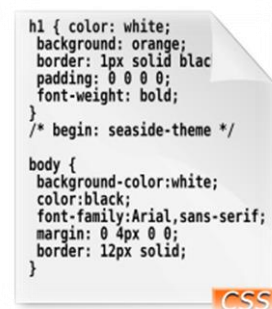 h1 { color: white;
background: orange;
border: 1px solid blac
padding: 0 0 0 0;
font-weight: bold;
}
/* begin: seaside-theme */

body {
background-color:white;
color:black;
font-family:Arial,sans-serif;
margin: 0 4px 0 0;
border: 12px solid;
}
CSS